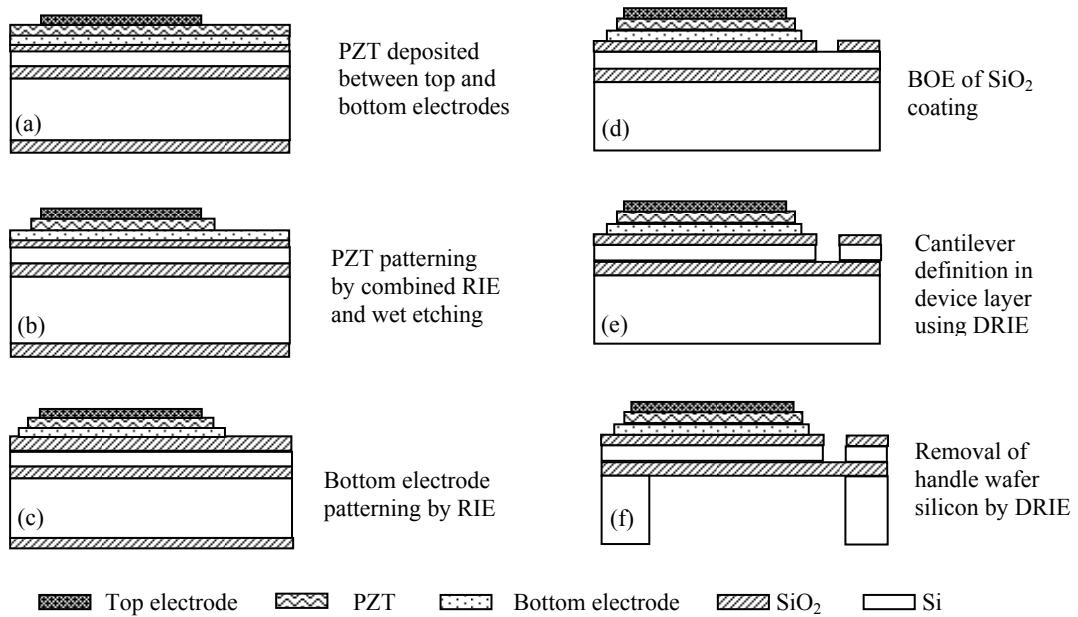 (a)
PZT deposited
between top and
bottom electrodes
(b)
PZT patterning
by combined RIE
and wet etching
(c)
Bottom electrode
patterning by RIE
(d)
BOE of SiO₂
coating
(e)
Cantilever
definition in
device layer
using DRIE
(f)
Removal of
handle wafer
silicon by DRIE
Top electrode PZT Bottom electrode SiO₂ Si